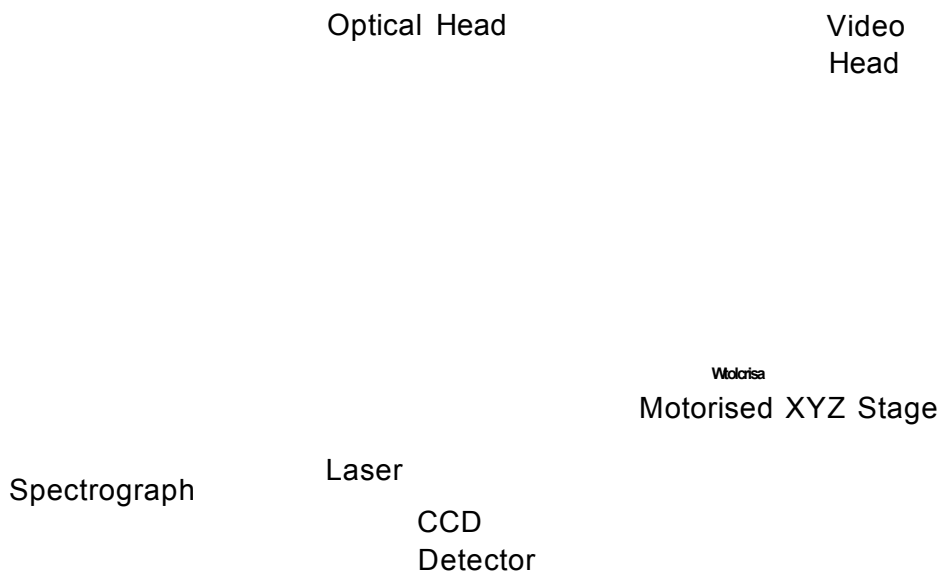 Optical Head
Video
Head
Motorised XYZ Stage
Laser
Spectrograph
CCD
Detector